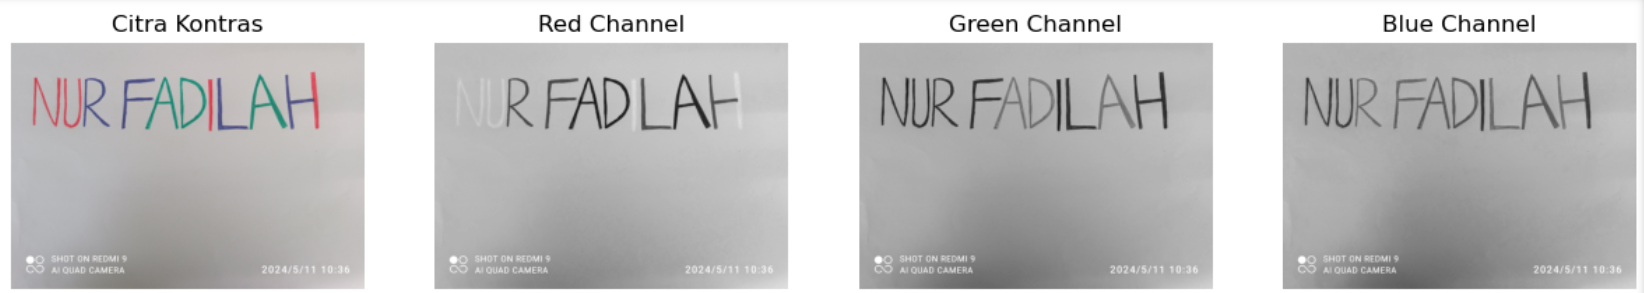 Citra Kontras
NUR FADILAH
SHOT ON REDMI 9
AI QUAD CAMERA
2024/5/11 10:36
Red Channel
NUR FADILAH
SHOT ON REDMI 9
AI QUAD CAMERA
2024/5/11 10:36
Green Channel
NUR FADILAH
SHOT ON REDMI 9
AI QUAD CAMERA
2024/5/11 10:36
Blue Channel
NUR FADILAH
SHOT ON REDMI 9
AI QUAD CAMERA
2024/5/11 10:36